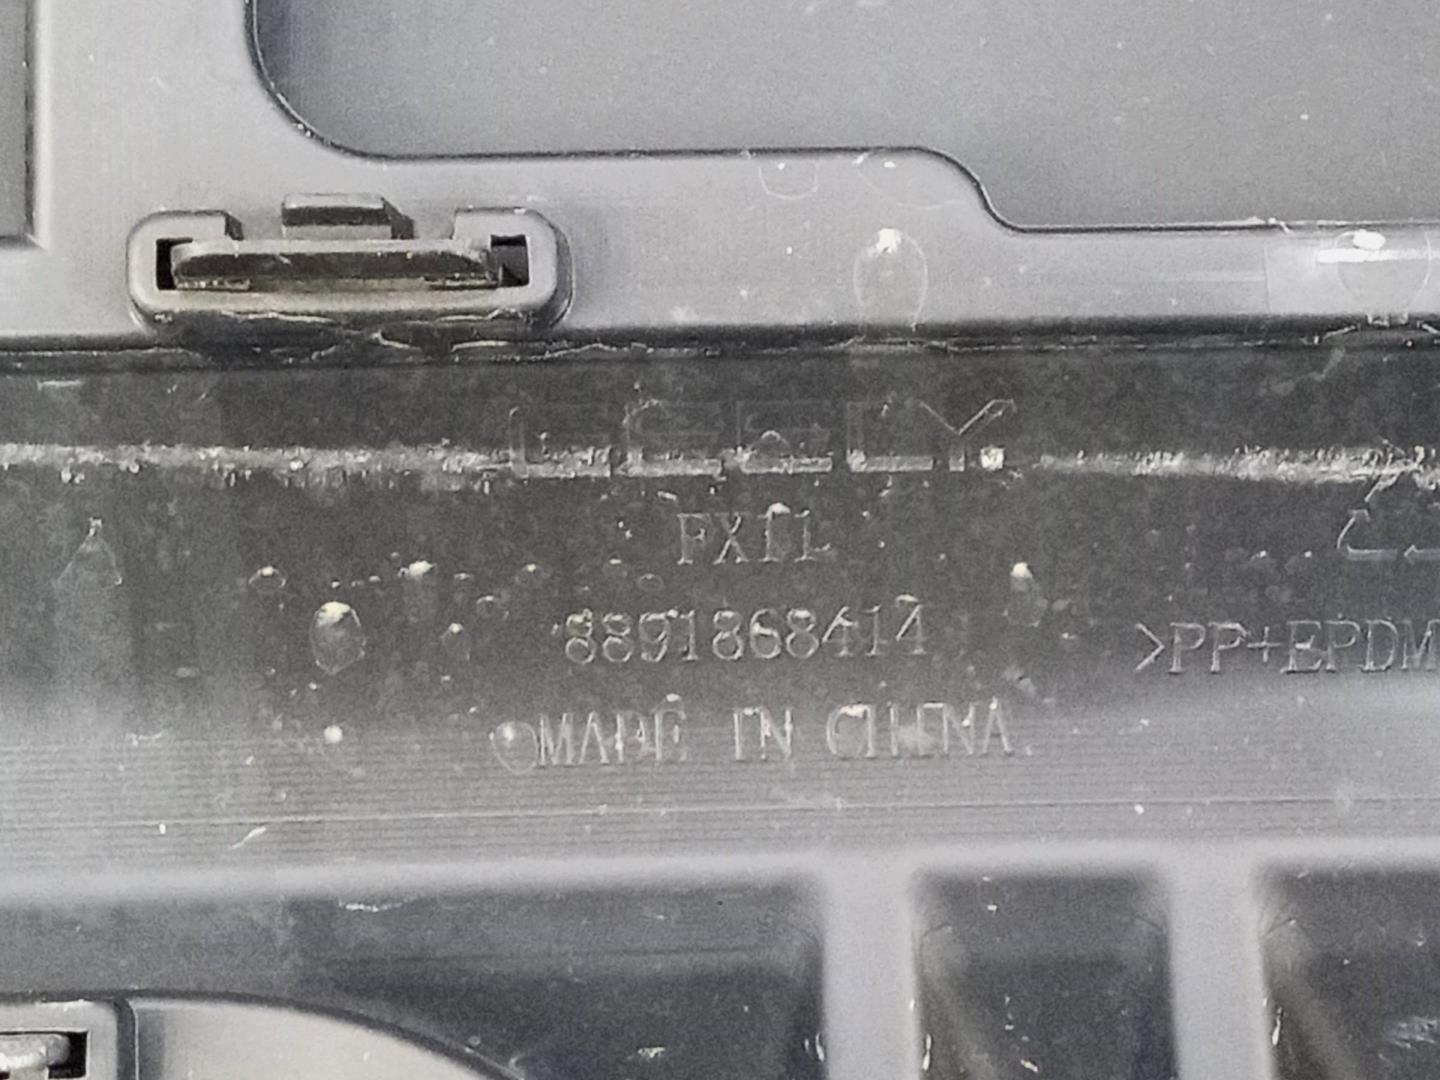 GEELY
FX11
8891868414
>PP+EPDM
MADE IN CHINA